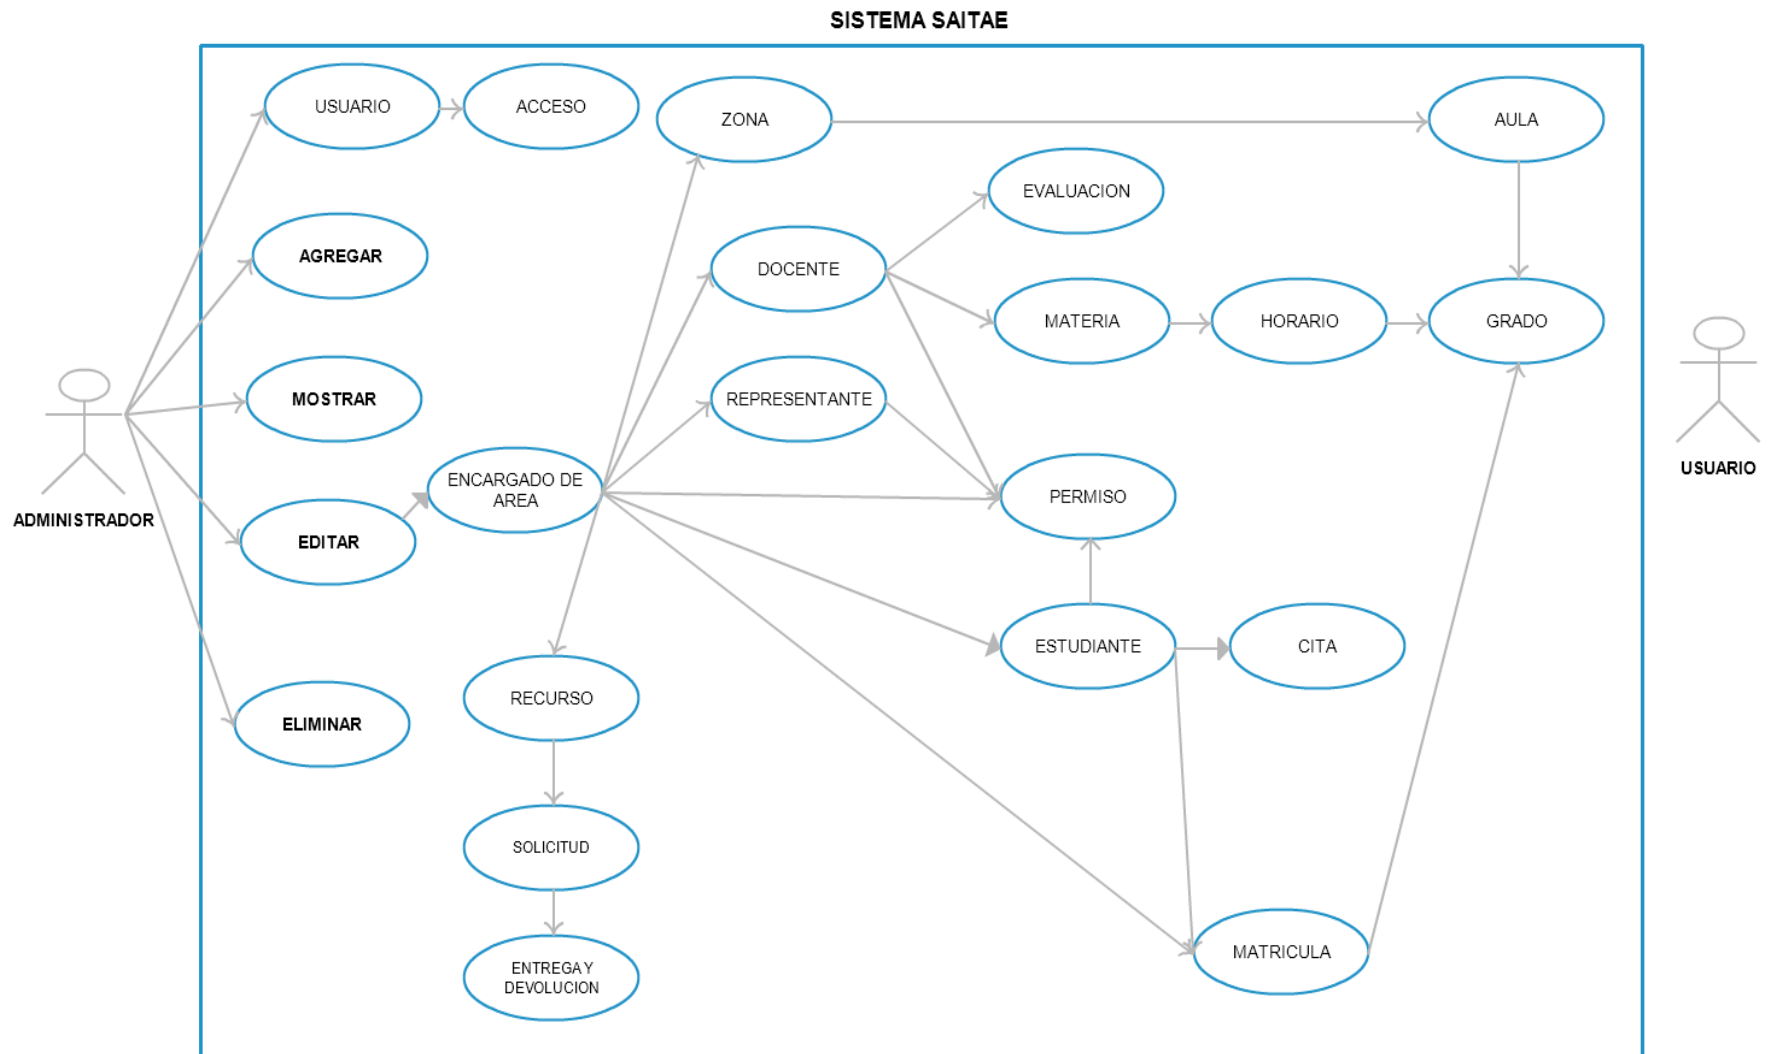 SISTEMA SAITAE
USUARIO
ACCESO
ZONA
AULA
EVALUACION
AGREGAR
DOCENTE
MATERIA
HORARIO
GRADO
MOSTRAR
REPRESENTANTE
ADMINISTRADOR
USUARIO
ENCARGADO DE
AREA
PERMISO
EDITAR
ESTUDIANTE
CITA
RECURSO
ELIMINAR
SOLICITUD
MATRICULA
ENTREGA Y
DEVOLUCION